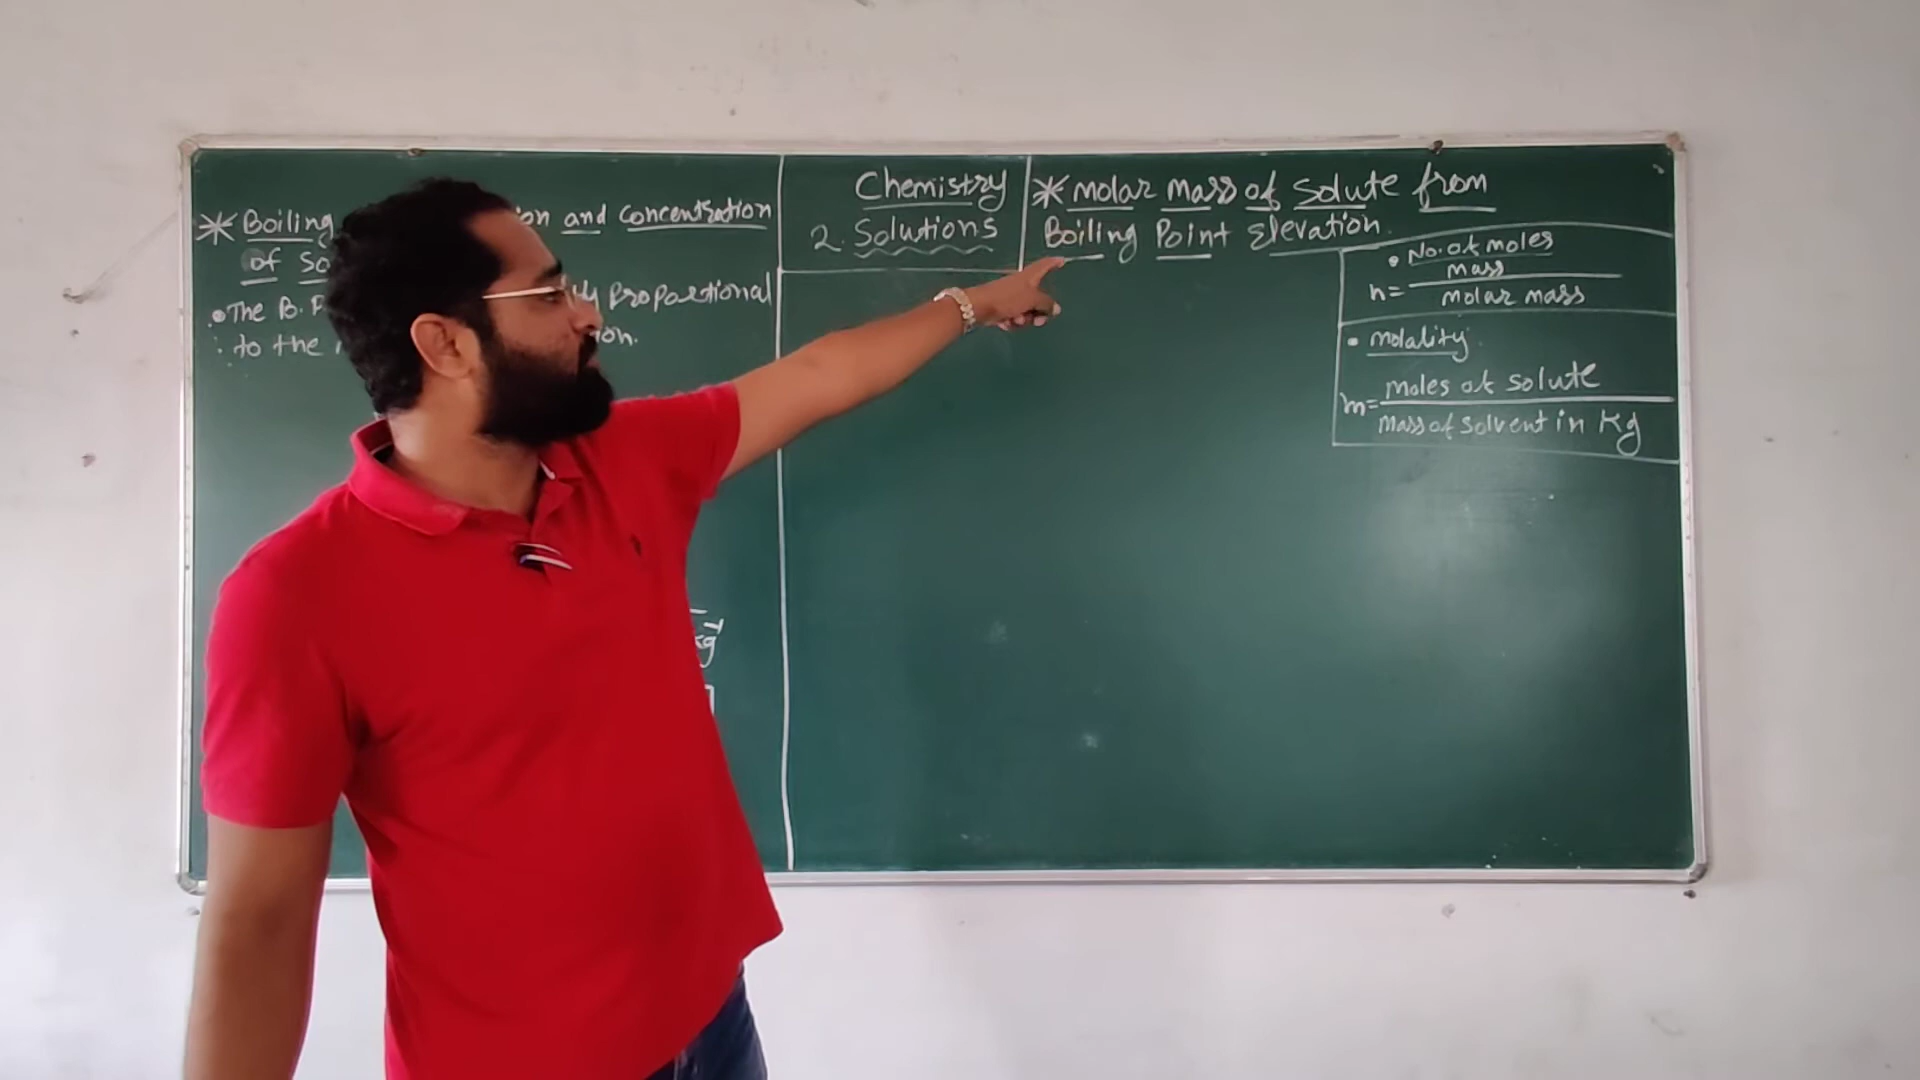 * Boiling ion and concentration
of So
• The B. P ly proportional
: to the ion.
kg⁻¹
Chemistry
2. Solutions
* Molar Mass of Solute from
Boiling Point Elevation.
• No. of moles
n = Mass
Molar mass
• Molality
m = Moles of solute
Mass of solvent in Kg